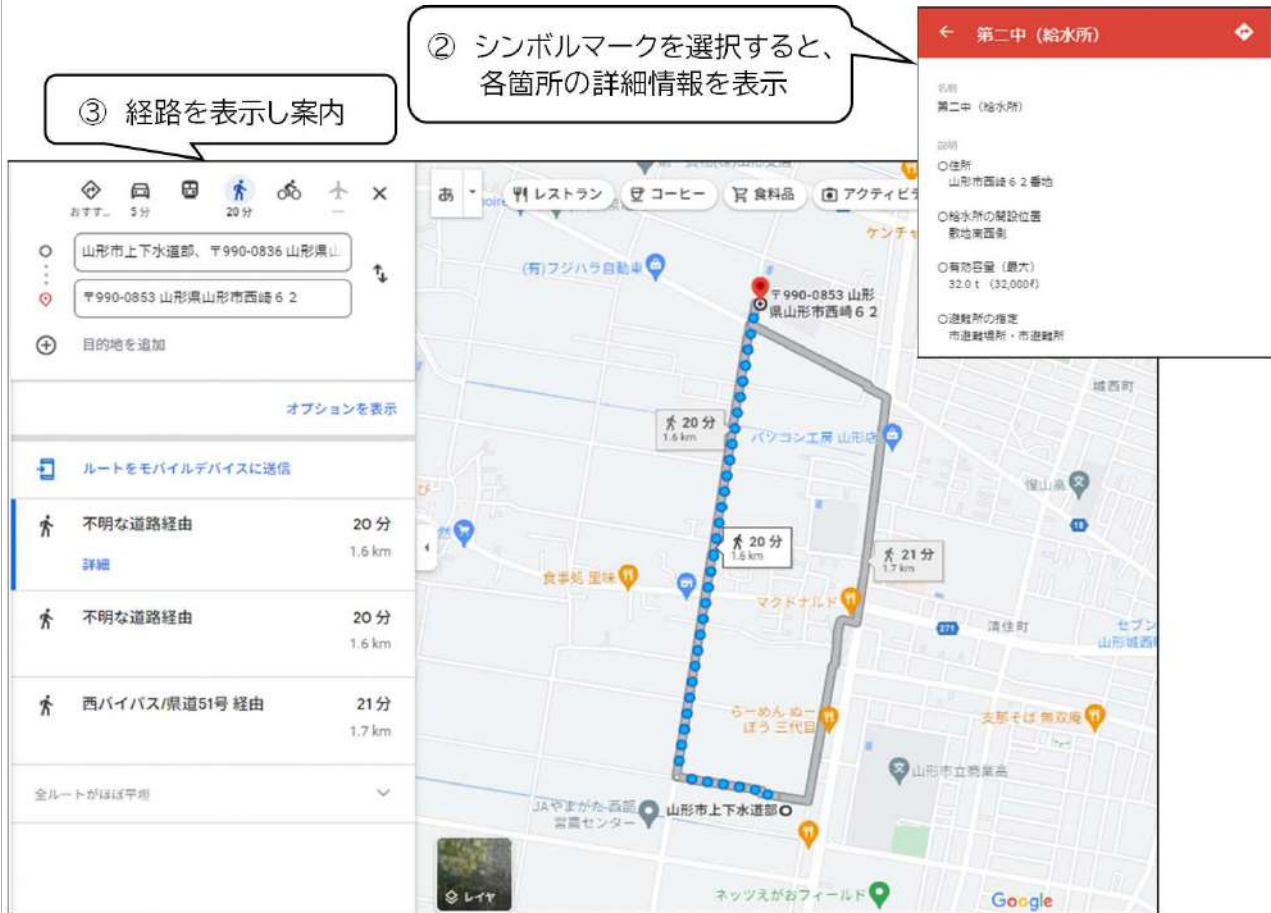 ② シンボルマークを選択すると、
各箇所の詳細情報を表示
③ 経路を表示し案内
第二中（給水所）
名前
第二中（給水所）
説明
○住所
山形市西崎６２番地
○給水所の開設位置
敷地南西側
○有効容量（最大）
32.0ｔ（32,000ℓ）
○避難所の指定
市避難場所・市避難所
おすす...
5分
20分
山形市上下水道部、〒990-0836 山形県山
〒990-0853 山形県山形市西崎６２
目的地を追加
オプションを表示
ルートをモバイルデバイスに送信
不明な道路経由
20分
詳細
1.6 km
不明な道路経由
20分
1.6 km
西バイパス/県道51号 経由
21分
1.7 km
全ルートがほぼ平坦
あ
レストラン
コーヒー
食料品
アクティビテ
ケンチャ
(有)フジハラ自動車
〒990-0853 山形
県山形市西崎６２
城西町
20分
1.6 km
パソコン工房 山形店
18
20分
1.6 km
21分
1.7 km
食事処 里味
マクドナルド
271
清住町
セブン
山形城西
らーめん ぬー
ぼう 三代目
支那そば 無双庵
山形市立商業高
JAやまがた 西部
営農センター
山形市上下水道部
レイヤ
ネッツえがおフィールド
Google